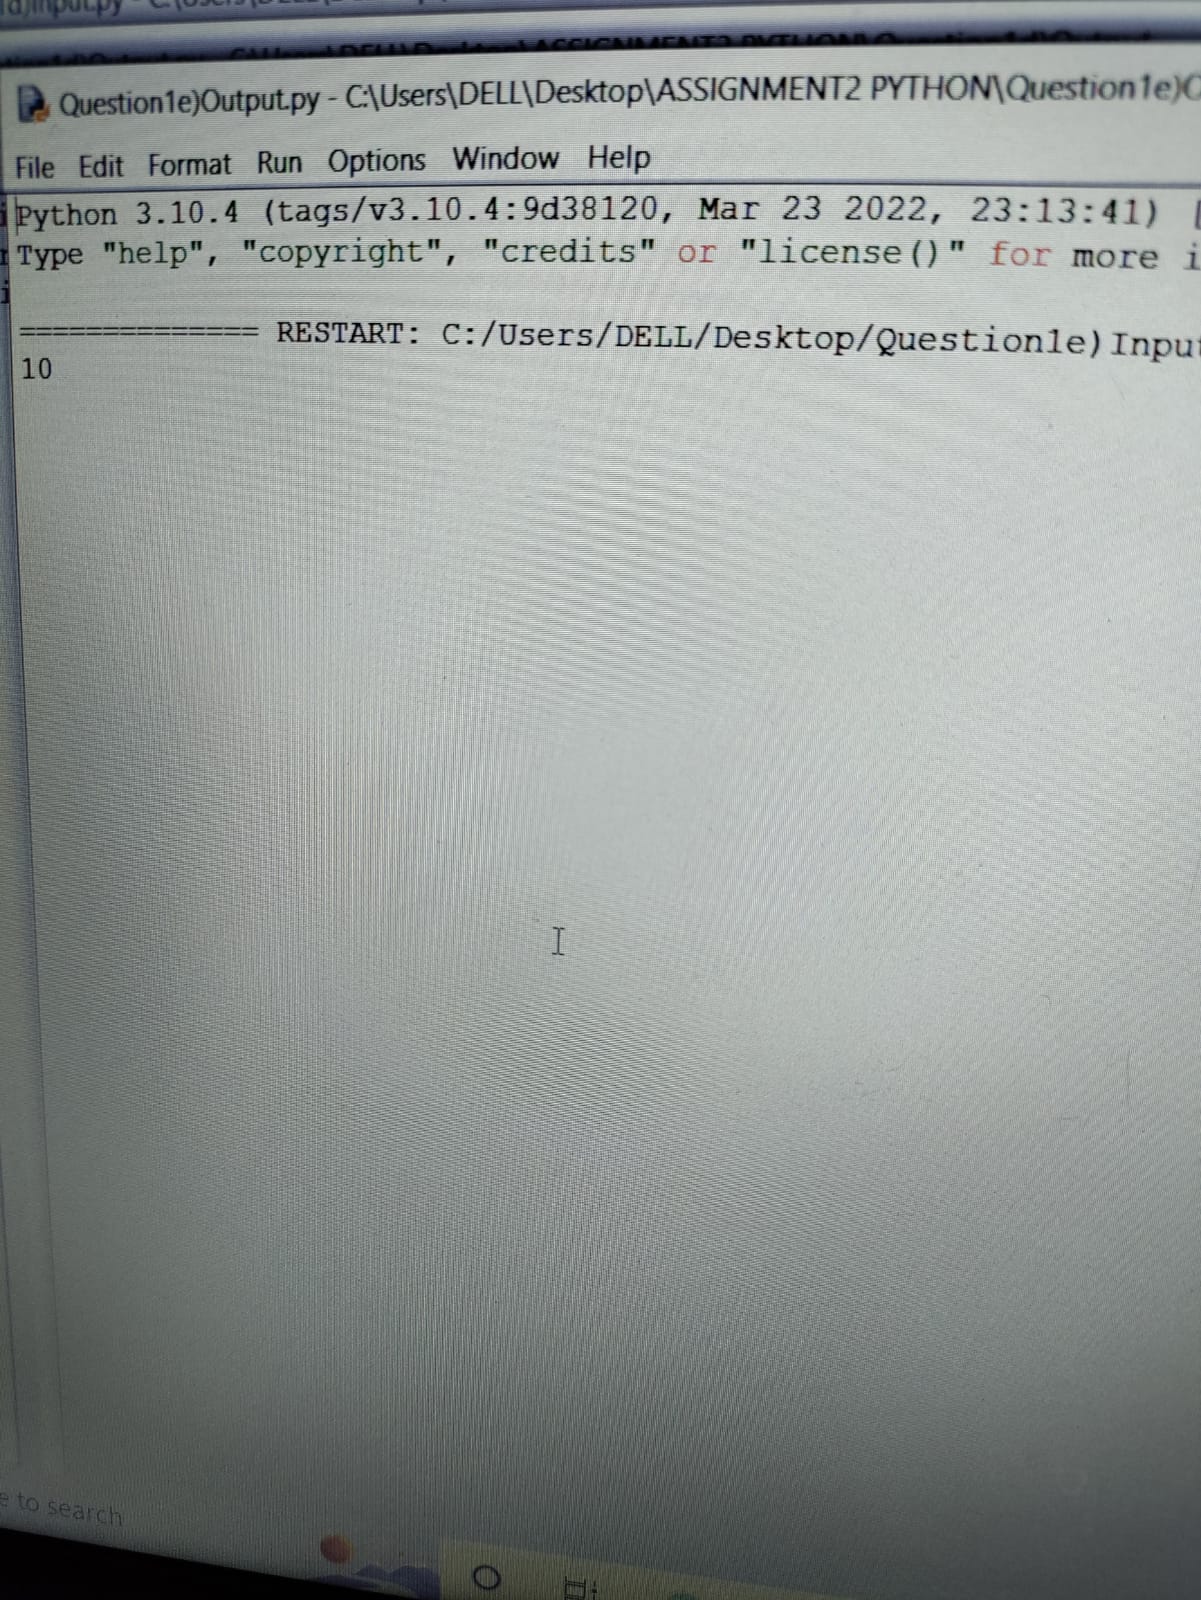 Question1e)Output.py - C:\Users\DELL\Desktop\ASSIGNMENT2 PYTHON\Question1e)O
File Edit Format Run Options Window Help
Python 3.10.4 (tags/v3.10.4:9d38120, Mar 23 2022, 23:13:41) [
Type "help", "copyright", "credits" or "license()" for more i
============== RESTART: C:/Users/DELL/Desktop/Question1e)Input
10
e to search